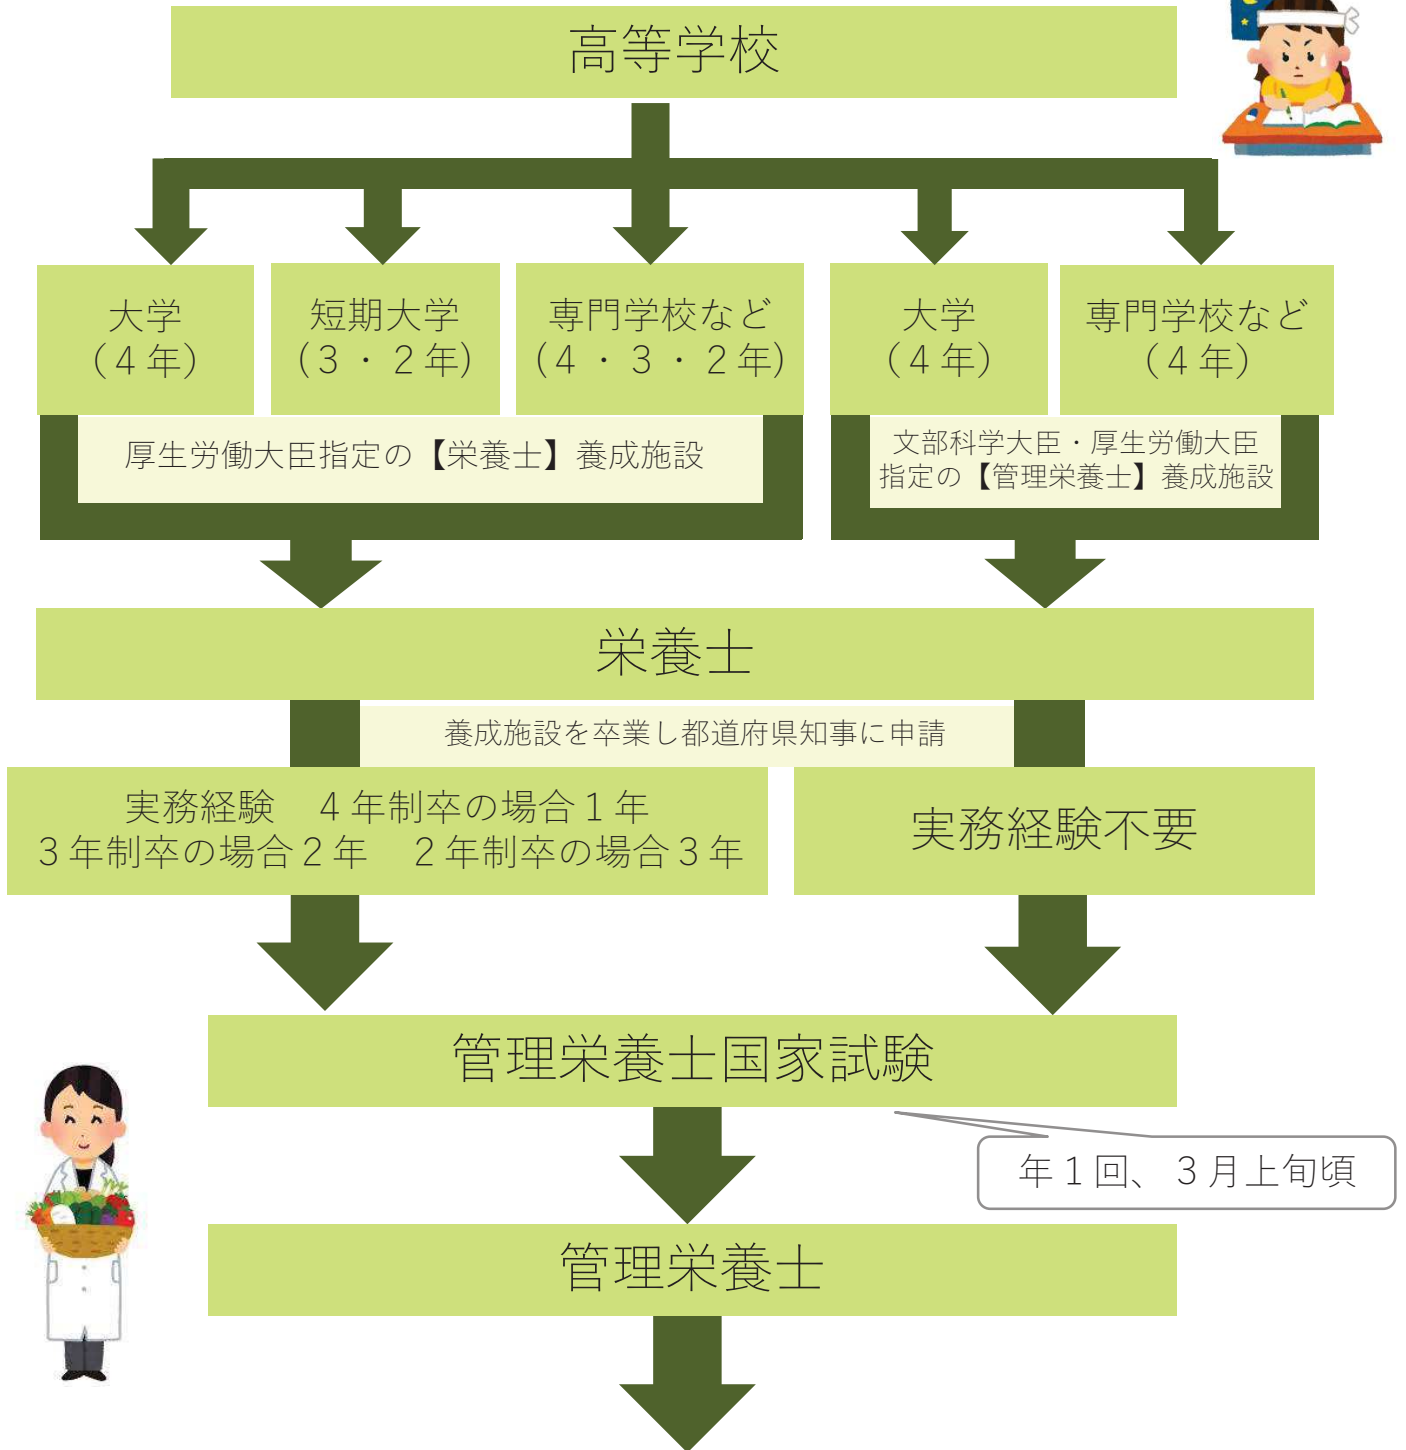 高等学校
大学
（４年）
短期大学
（３・２年）
専門学校など
（４・３・２年）
大学
（４年）
専門学校など
（４年）
厚生労働大臣指定の【栄養士】養成施設
文部科学大臣・厚生労働大臣
指定の【管理栄養士】養成施設
栄養士
養成施設を卒業し都道府県知事に申請
実務経験　４年制卒の場合１年
３年制卒の場合２年　２年制卒の場合３年
実務経験不要
管理栄養士国家試験
年１回、３月上旬頃
管理栄養士